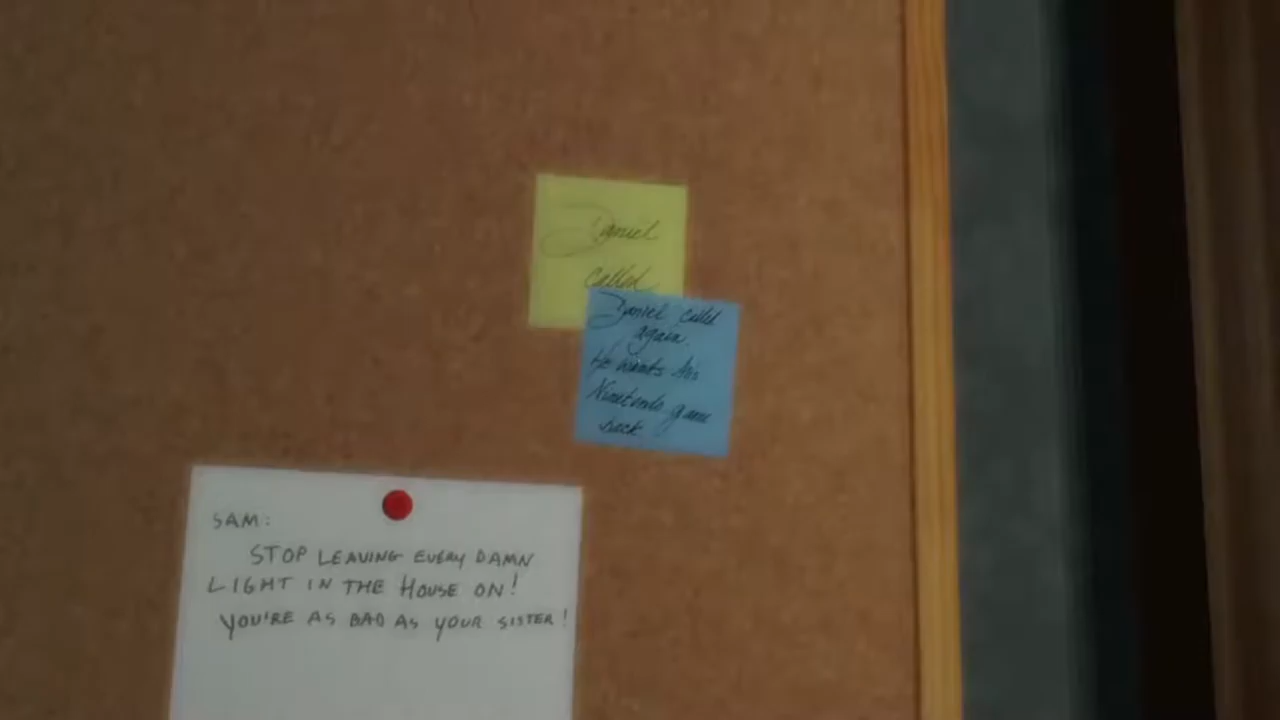 Daniel
called
Daniel called
again.
He wants his
Nintendo game
back
SAM:
STOP LEAVING EVERY DAMN
LIGHT IN THE HOUSE ON!
YOU'RE AS BAD AS YOUR SISTER!